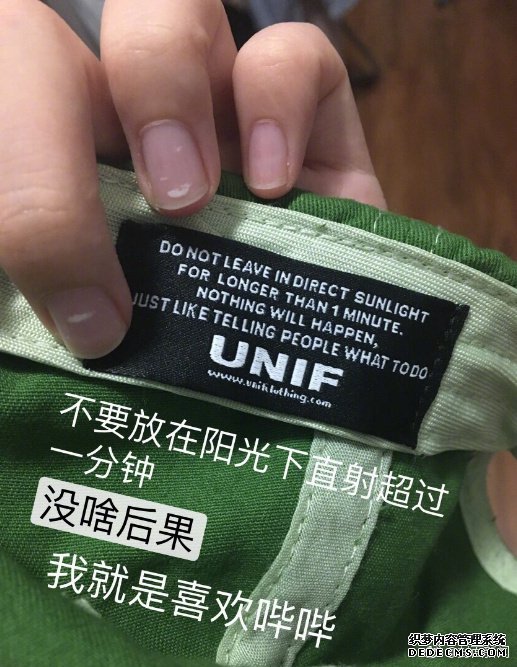 DO NOT LEAVE IN DIRECT SUNLIGHT
FOR LONGER THAN 1 MINUTE.
NOTHING WILL HAPPEN,
JUST LIKE TELLING PEOPLE WHAT TO DO
UNIF
www.unifclothing.com
不要放在阳光下直射超过
一分钟
没啥后果
我就是喜欢哔哔
织梦内容管理系统
DEDECMS.COM